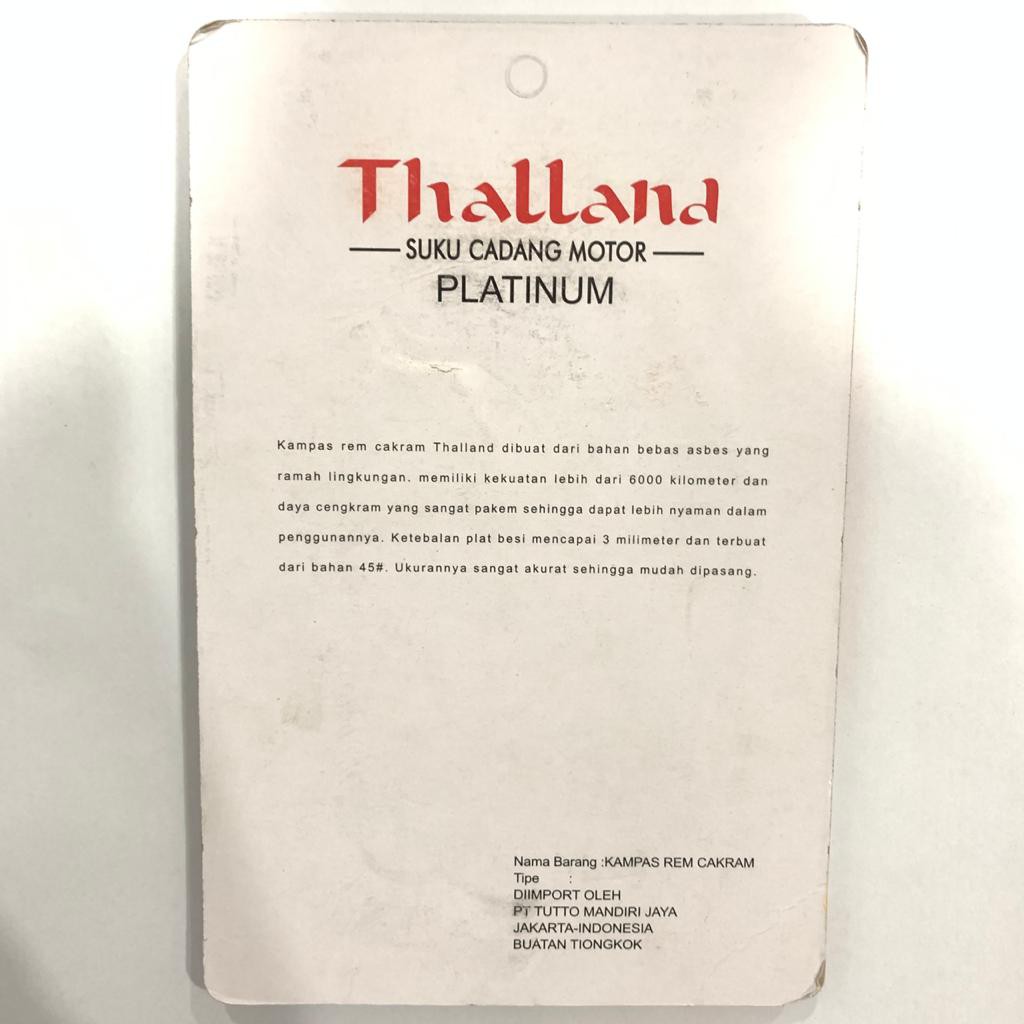 Thalland
SUKU CADANG MOTOR
PLATINUM
Kampas rem cakram Thalland dibuat dari bahan bebas asbes yang
ramah lingkungan. memiliki kekuatan lebih dari 6000 kilometer dan
daya cengkram yang sangat pakem sehingga dapat lebih nyaman dalam
penggunannya. Ketebalan plat besi mencapai 3 milimeter dan terbuat
dari bahan 45#. Ukurannya sangat akurat sehingga mudah dipasang.
Nama Barang :KAMPAS REM CAKRAM
Tipe :
DIIMPORT OLEH
PT TUTTO MANDIRI JAYA
JAKARTA-INDONESIA
BUATAN TIONGKOK